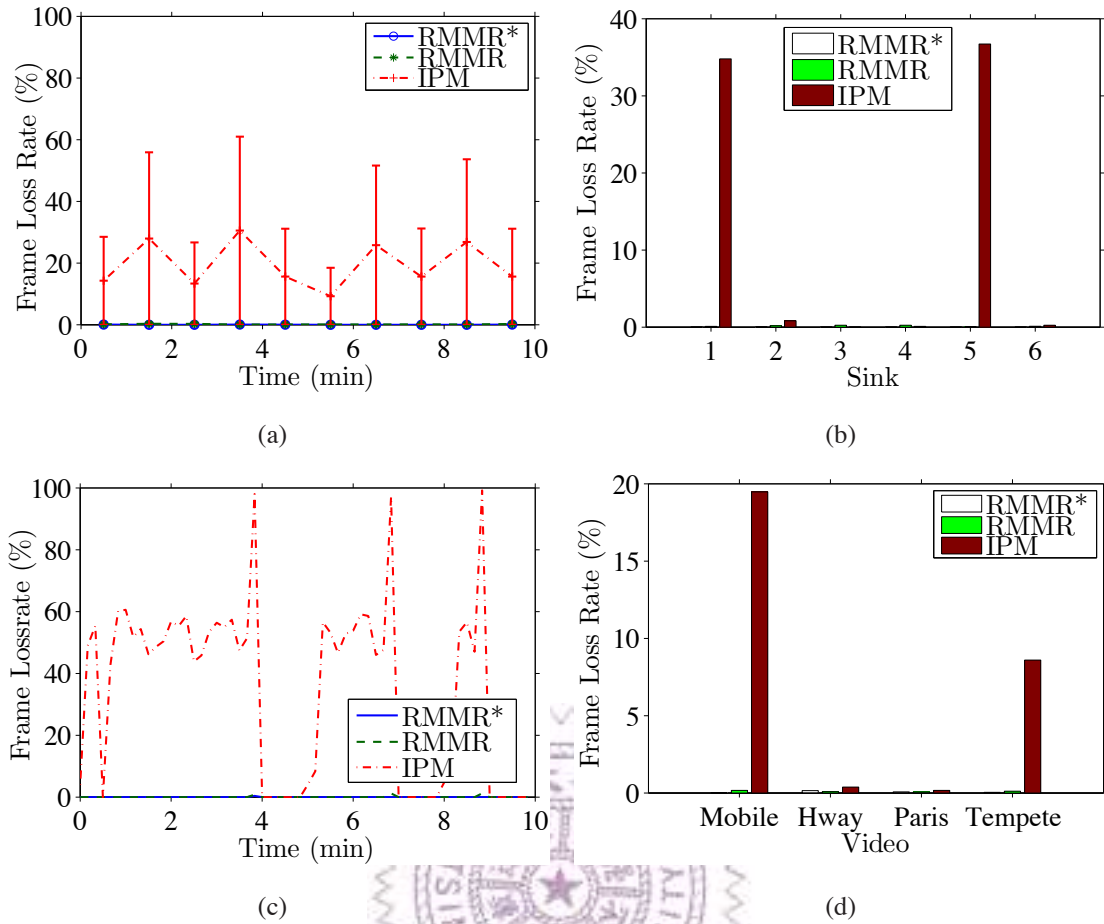 100
80
60
40
20
0
Frame Loss Rate (%)
RMMR*
RMMR
IPM
0 2 4 6 8 10
Time (min)
(a)
40
30
20
10
0
Frame Loss Rate (%)
RMMR*
RMMR
IPM
1 2 3 4 5 6
Sink
(b)
100
80
60
40
20
0
Frame Lossrate (%)
RMMR*
RMMR
IPM
0 2 4 6 8 10
Time (min)
(c)
20
15
10
5
0
Frame Loss Rate (%)
RMMR*
RMMR
IPM
Mobile Hway Paris Tempete
Video
(d)